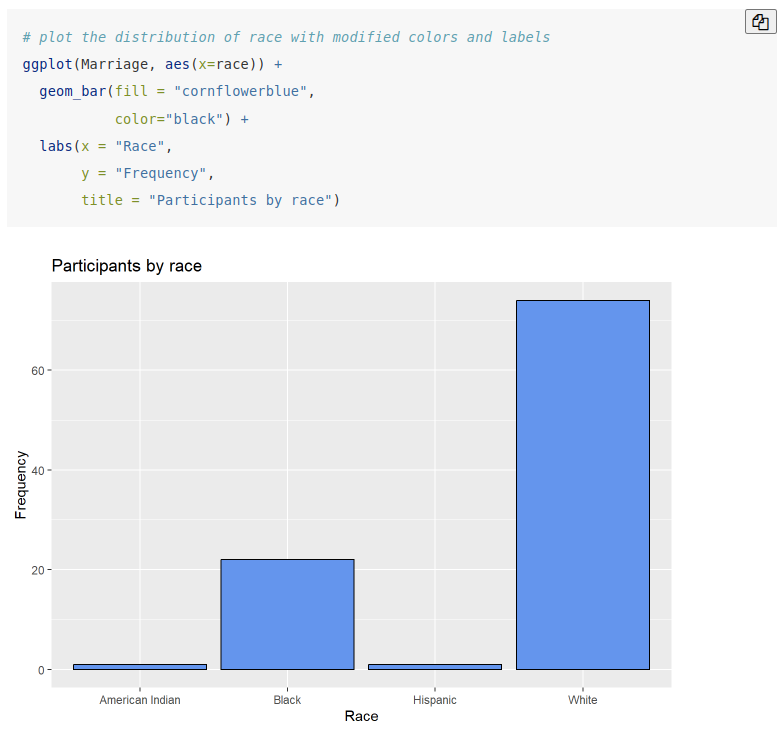 # plot the distribution of race with modified colors and labels
ggplot(Marriage, aes(x=race)) +
  geom_bar(fill = "cornflowerblue",
           color="black") +
  labs(x = "Race",
       y = "Frequency",
       title = "Participants by race")
Participants by race
60
40
20
0
Frequency
American Indian Black Hispanic White
Race